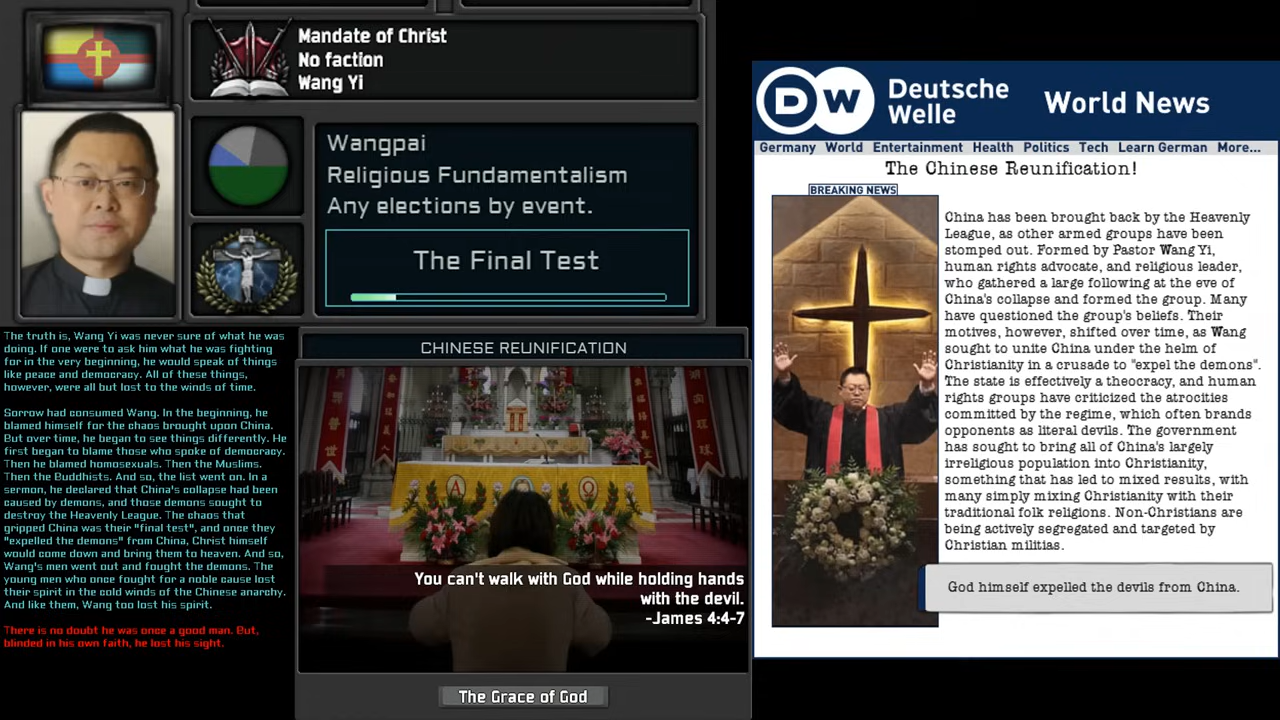 Mandate of Christ
No faction
Wang Yi
Wangpai
Religious Fundamentalism
Any elections by event.
The Final Test
The truth is, Wang Yi was never sure of what he was
doing. If one were to ask him what he was fighting
for in the very beginning, he would speak of things
like peace and democracy. All of these things,
however, were all but lost to the winds of time.
Sorrow had consumed Wang. In the beginning, he
blamed himself for the chaos brought upon China.
But over time, he began to see things differently. He
first began to blame those who spoke of democracy.
Then he blamed homosexuals. Then the Muslims.
Then the Buddhists. And so, the list went on. In a
sermon, he declared that China's collapse had been
caused by demons, and those demons sought to
destroy the Heavenly League. The chaos that
gripped China was their "final test", and once they
"expelled the demons" from China, Christ himself
would come down and bring them to heaven. And so,
Wang's men went out and fought the demons. The
young men who once fought for a noble cause lost
their spirit in the cold winds of the Chinese anarchy.
And like them, Wang too lost his spirit.
There is no doubt he was once a good man. But,
blinded in his own faith, he lost his sight.
CHINESE REUNIFICATION
Α
Ω
You can't walk with God while holding hands
with the devil.
-James 4:4-7
The Grace of God
DW
Deutsche
Welle
World News
Germany World Entertainment Health Politics Tech Learn German More...
The Chinese Reunification!
BREAKING NEWS
China has been brought back by the Heavenly
League, as other armed groups have been
stomped out. Formed by Pastor Wang Yi,
human rights advocate, and religious leader,
who gathered a large following at the eve of
China's collapse and formed the group. Many
have questioned the group's beliefs. Their
motives, however, shifted over time, as Wang
sought to unite China under the helm of
Christianity in a crusade to "expel the demons".
The state is effectively a theocracy, and human
rights groups have criticized the atrocities
committed by the regime, which often brands
opponents as literal devils. The government
has sought to bring all of China's largely
irreligious population into Christianity,
something that has led to mixed results, with
many simply mixing Christianity with their
traditional folk religions. Non-Christians are
being actively segregated and targeted by
Christian militias.
God himself expelled the devils from China.